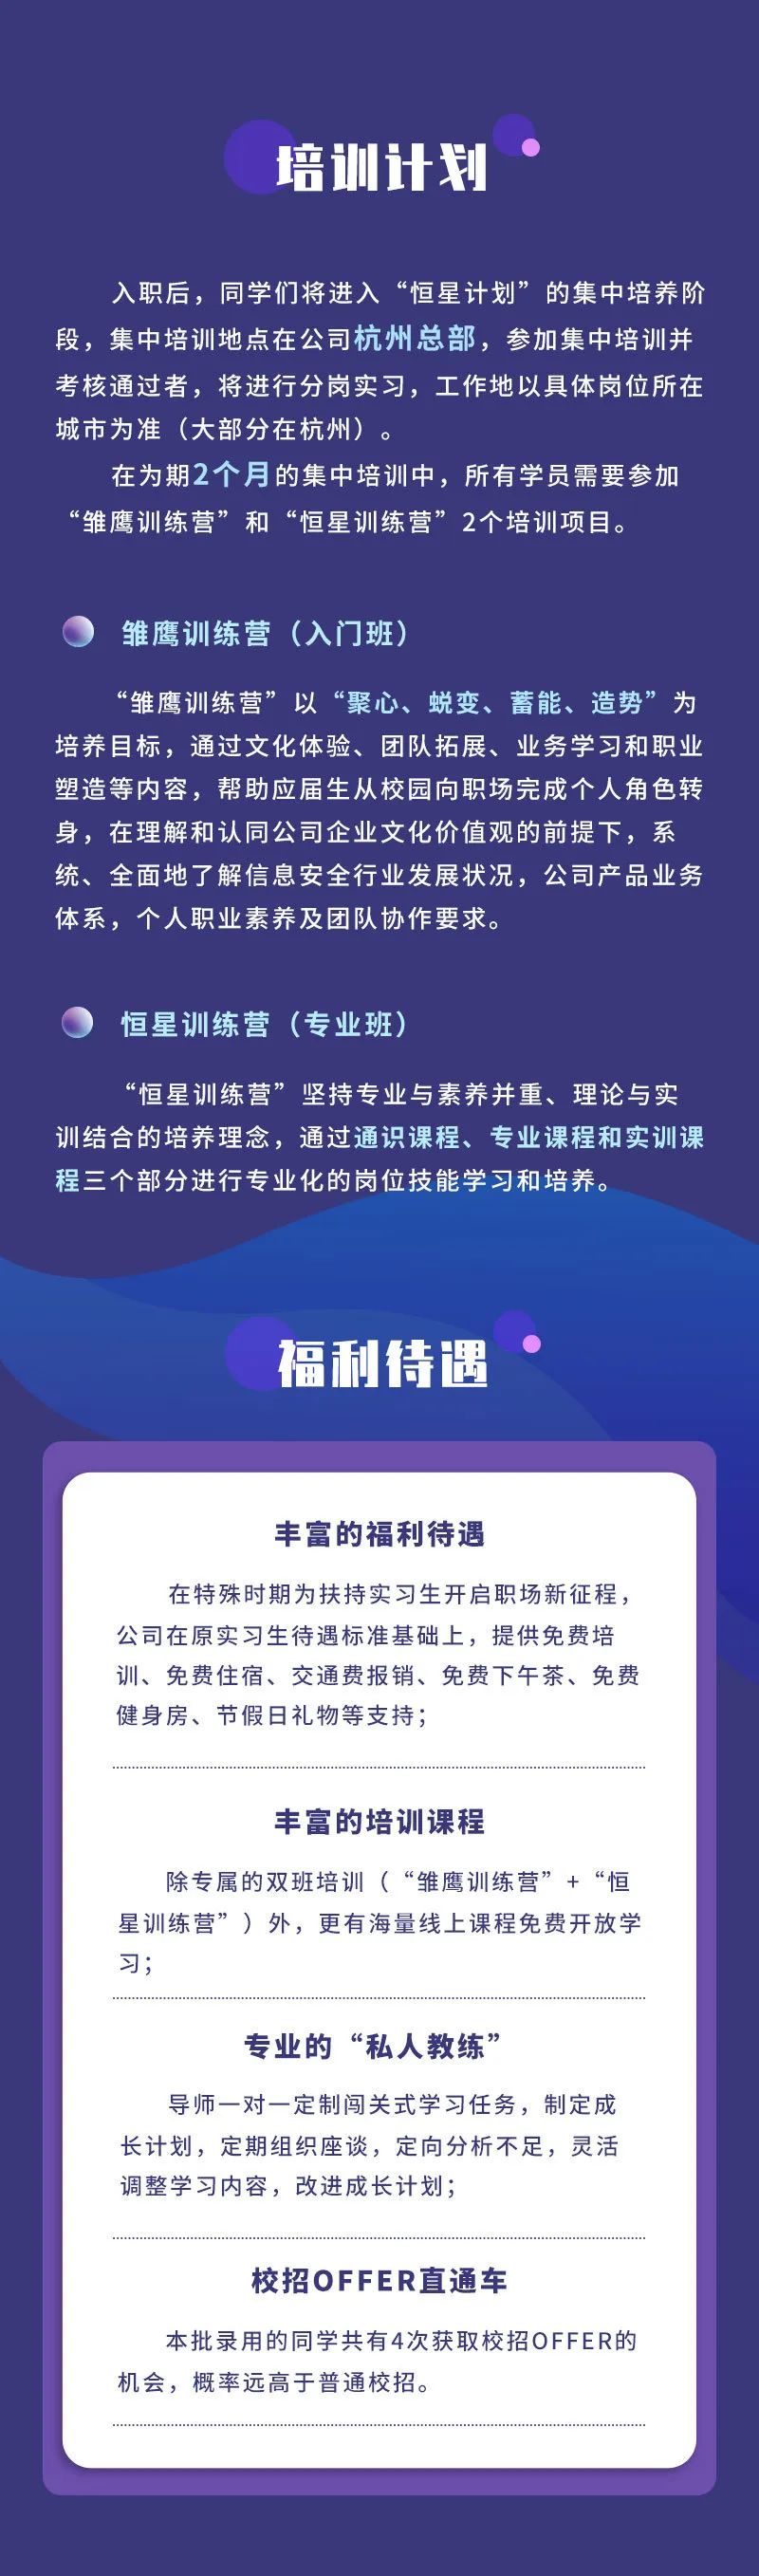 培训计划
入职后，同学们将进入“恒星计划”的集中培养阶
段，集中培训地点在公司杭州总部，参加集中培训并
考核通过者，将进行分岗实习，工作地以具体岗位所在
城市为准（大部分在杭州）。
在为期2个月的集中培训中，所有学员需要参加
“雏鹰训练营”和“恒星训练营”2个培训项目。
雏鹰训练营（入门班）
“雏鹰训练营”以“聚心、蜕变、蓄能、造势”为
培养目标，通过文化体验、团队拓展、业务学习和职业
塑造等内容，帮助应届生从校园向职场完成个人角色转
身，在理解和认同公司企业文化价值观的前提下，系
统、全面地了解信息安全行业发展状况，公司产品业务
体系，个人职业素养及团队协作要求。
恒星训练营（专业班）
“恒星训练营”坚持专业与素养并重、理论与实
训结合的培养理念，通过通识课程、专业课程和实训课
程三个部分进行专业化的岗位技能学习和培养。
福利待遇
丰富的福利待遇
在特殊时期为扶持实习生开启职场新征程，
公司在原实习生待遇标准基础上，提供免费培
训、免费住宿、交通费报销、免费下午茶、免费
健身房、节假日礼物等支持；
丰富的培训课程
除专属的双班培训（“雏鹰训练营”+“恒
星训练营”）外，更有海量线上课程免费开放学
习；
专业的“私人教练”
导师一对一定制闯关式学习任务，制定成
长计划，定期组织座谈，定向分析不足，灵活
调整学习内容，改进成长计划；
校招OFFER直通车
本批录用的同学共有4次获取校招OFFER的
机会，概率远高于普通校招。